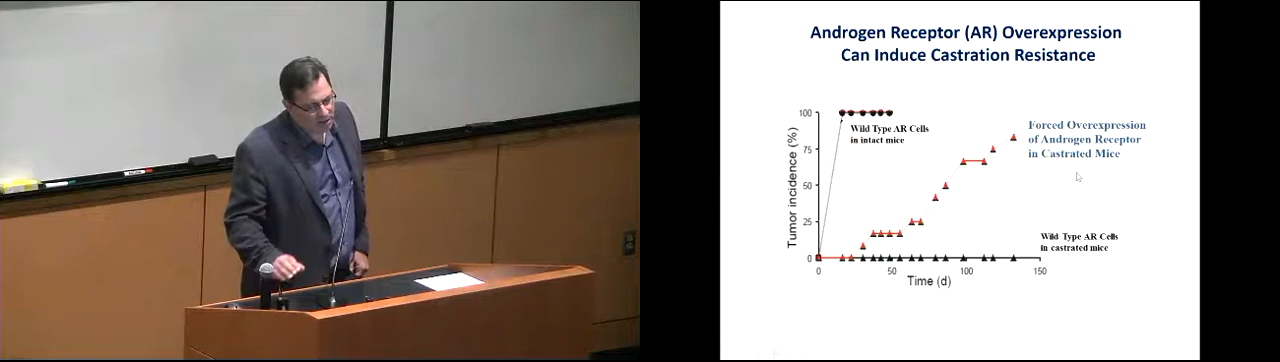 Androgen Receptor (AR) Overexpression
Can Induce Castration Resistance
Tumor incidence (%)
100
75
50
25
0
Wild Type AR Cells
in intact mice
Forced Overexpression
of Androgen Receptor
in Castrated Mice
Wild Type AR Cells
in castrated mice
0
50
100
150
Time (d)